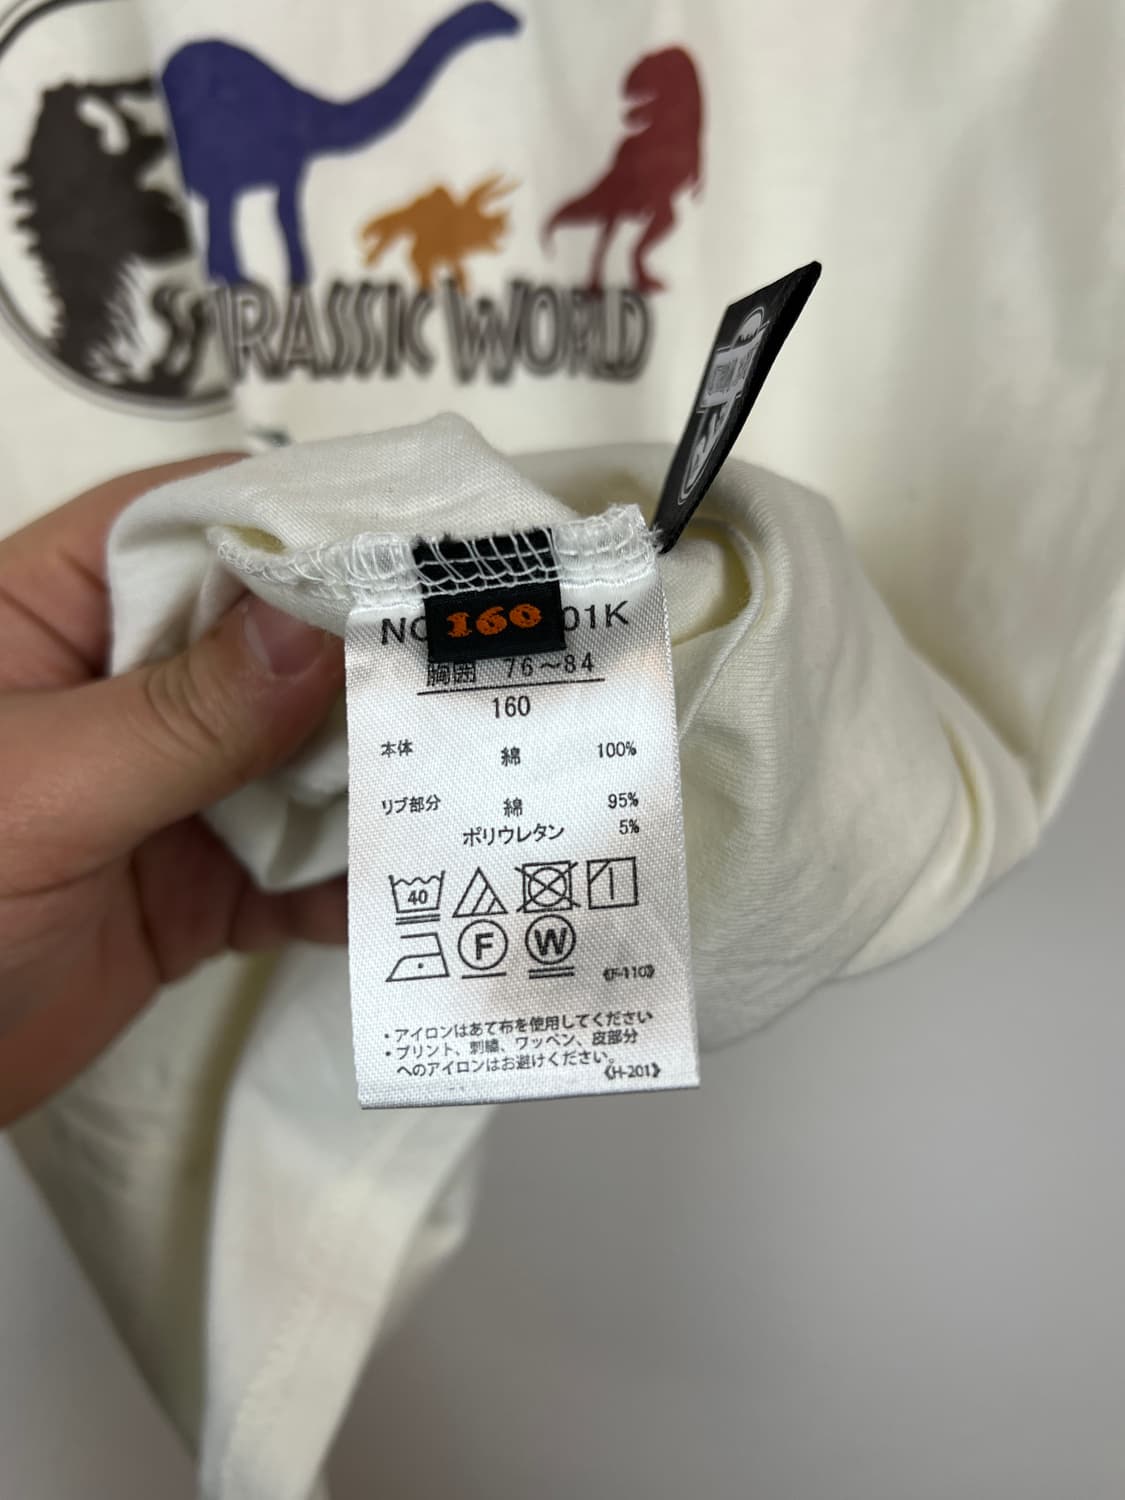 JURASSIC WORLD
160
NO 01K
胸囲 76～84
160
本体 綿 100%
リブ部分 綿 95%
ポリウレタン 5%
40
F W
《F-110》
・アイロンはあて布を使用してください
・プリント、刺繍、ワッペン、皮部分
へのアイロンはお避けください。
《H-201》